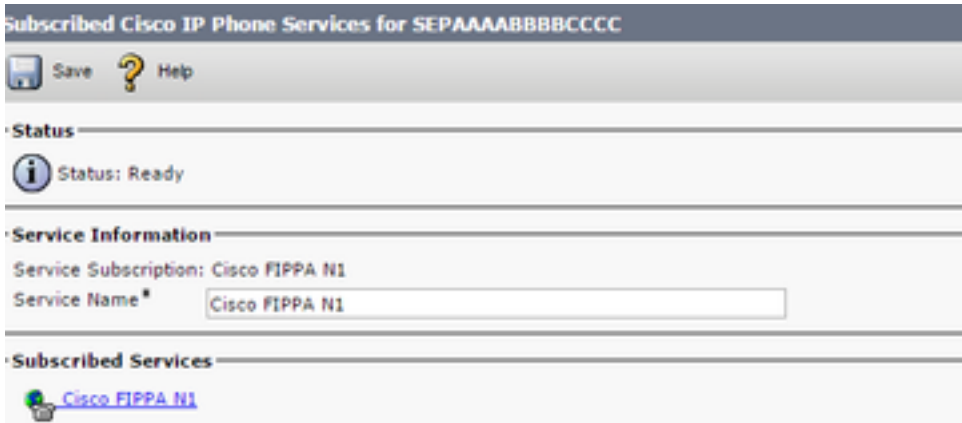 Subscribed Cisco IP Phone Services for SEPAAAABBBBCCCC
Save Help
Status
Status: Ready
Service Information
Service Subscription: Cisco FIPPA N1
Service Name* Cisco FIPPA N1
Subscribed Services
Cisco FIPPA N1